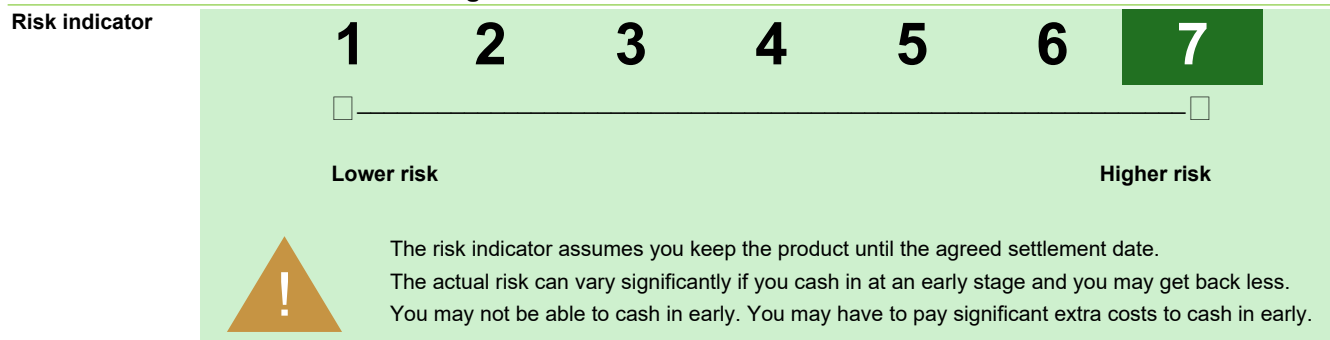 Risk indicator
1 2 3 4 5 6 7
Lower risk Higher risk
The risk indicator assumes you keep the product until the agreed settlement date.
! The actual risk can vary significantly if you cash in at an early stage and you may get back less.
You may not be able to cash in early. You may have to pay significant extra costs to cash in early.